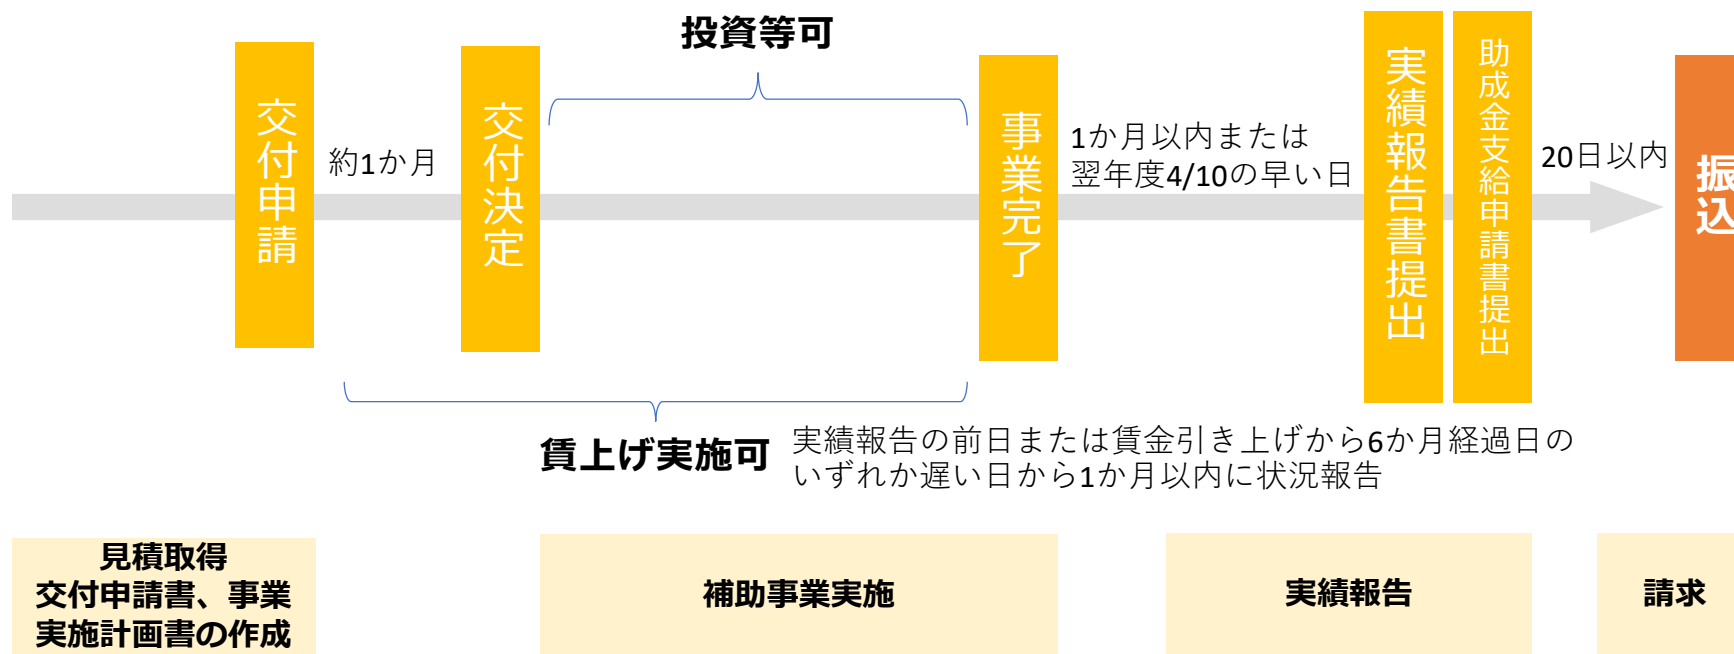 投資等可
交付申請
約1か月
交付決定
事業完了
1か月以内または
翌年度4/10の早い日
実績報告書提出
助成金支給申請書提出
20日以内
振込
賃上げ実施可
実績報告の前日または賃金引き上げから6か月経過日の
いずれか遅い日から1か月以内に状況報告
見積取得
交付申請書、事業
実施計画書の作成
補助事業実施
実績報告
請求